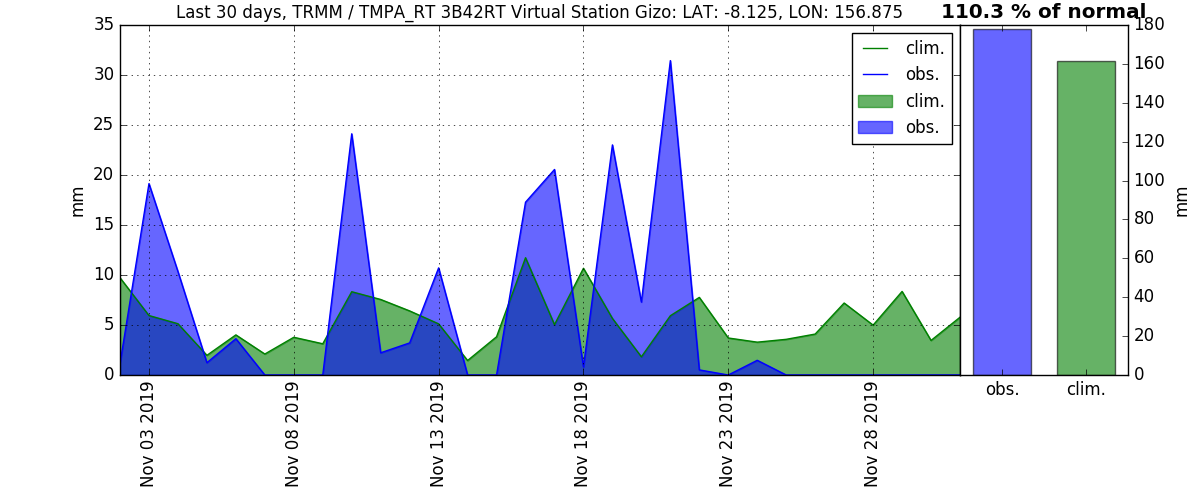 Last 30 days, TRMM / TMPA_RT 3B42RT Virtual Station Gizo: LAT: -8.125, LON: 156.875
110.3 % of normal
35
30
25
20
15
10
5
0
mm
clim.
obs.
clim.
obs.
Nov 03 2019
Nov 08 2019
Nov 13 2019
Nov 18 2019
Nov 23 2019
Nov 28 2019
180
160
140
120
100
80
60
40
20
0
mm
obs.
clim.